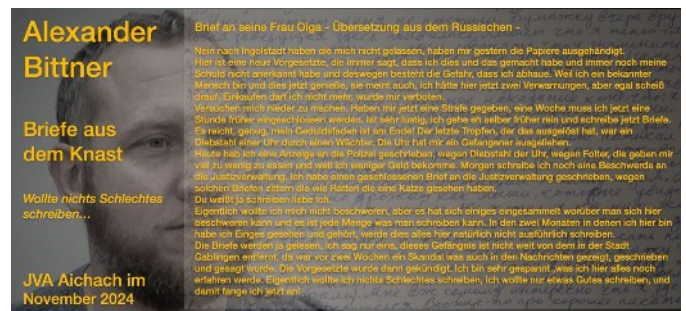 Alexander
Bittner
Briefe aus
dem Knast
Wollte nichts Schlechtes
schreiben...
JVA Aichach im
November 2024
Brief an seine Frau Olga - Übersetzung aus dem Russischen -
Nein nach Ingolstadt haben die mich nicht gelassen, haben mir gestern die Papiere ausgehändigt.
Hier ist eine neue Vorgesetzte, die immer sagt, dass ich dies und das gemacht habe und immer noch meine
Schuld nicht anerkannt habe und deswegen besteht die Gefahr, dass ich abhaue. Weil ich ein bekannter
Mensch bin und dies jetzt genieße, sie meint auch, ich hätte hier jetzt zwei Verwarnungen, aber egal scheiß
drauf. Einkaufen darf ich nicht mehr, wurde mir verboten.
Versuchen mich nieder zu machen. Haben mir jetzt eine Strafe gegeben, eine Woche muss ich jetzt eine
Stunde früher eingeschlossen werden. Ist sehr lustig, ich gehe eh selber früher rein und schreibe jetzt Briefe.
Es reicht, genug, mein Geduldsfaden ist am Ende! Der letzte Tropfen, der das ausgelöst hat, war ein
Diebstahl einer Uhr durch einen Wächter. Die Uhr hat mir ein Gefangener ausgeliehen.
Heute hab ich eine Anzeige an die Polizei geschrieben, wegen Diebstahl der Uhr, wegen Folter, die geben mir
viel zu wenig zu essen und weil ich weniger Geld bekomme. Morgen schreibe ich noch eine Beschwerde an
die Justizverwaltung. Ich habe einen geschlossenen Brief an die Justizverwaltung geschrieben, wegen
solchen Briefen zittern die wie Ratten die eine Katze gesehen haben.
Du weißt ja schreiben liebe ich.
Eigentlich wollte ich mich nicht beschweren, aber es hat sich einiges eingesammelt worüber man sich hier
beschweren kann und es ist jede Menge was man schreiben kann. In den zwei Monaten in denen ich hier bin
habe ich Einges gesehen und gehört, werde dies alles hier natürlich nicht ausführlich schreiben.
Die Briefe werden ja gelesen. Ich sag nur eins, dieses Gefängnis ist nicht weit von dem in der Stadt
Gablingen entfernt, da war vor zwei Wochen ein Skandal was auch in den Nachrichten gezeigt, geschrieben
und gesagt wurde. Die Vorgesetzte wurde dann gekündigt. Ich bin sehr gespannt ,was ich hier alles noch
erfahren werde. Eigentlich wollte ich nichts Schlechtes schreiben, ich wollte nur etwas Gutes schreiben, und
damit fange ich jetzt an!